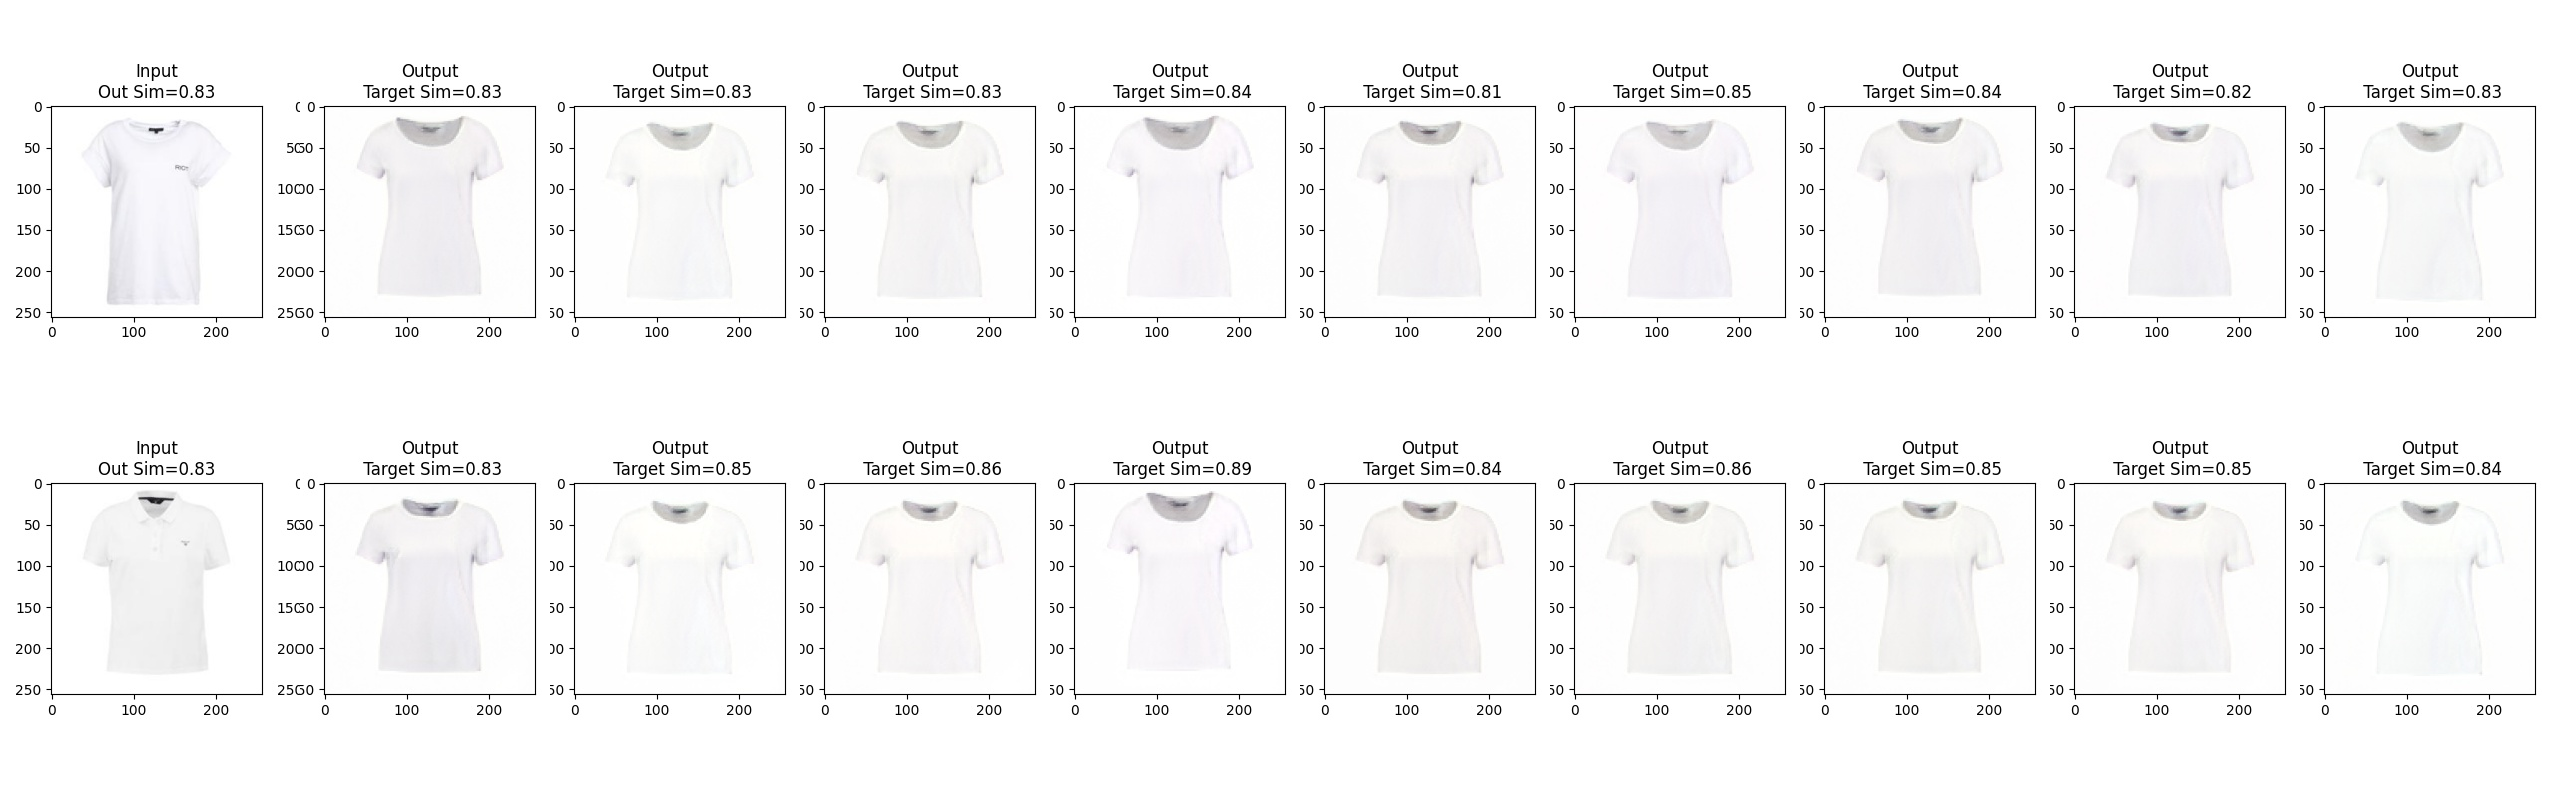 Input Output Output Output Output Output Output Output Output Output
Out Sim=0.83 Target Sim=0.83 Target Sim=0.83 Target Sim=0.83 Target Sim=0.84 Target Sim=0.81 Target Sim=0.85 Target Sim=0.84 Target Sim=0.82 Target Sim=0.83
0 0 0 0 0 0 0 0 0 0
50 50 50 50 50 50 50 50 50 50
RIOT
100 00 00 00 00 00 00 00 00 00
150 50 50 50 50 50 50 50 50 50
200 00 00 00 00 00 00 00 00 00
250 50 50 50 50 50 50 50 50 50
0 100 200 0 100 200 0 100 200 0 100 200 0 100 200 0 100 200 0 100 200 0 100 200 0 100 200 0 100 200
Input Output Output Output Output Output Output Output Output Output
Out Sim=0.83 Target Sim=0.83 Target Sim=0.85 Target Sim=0.86 Target Sim=0.89 Target Sim=0.84 Target Sim=0.86 Target Sim=0.85 Target Sim=0.85 Target Sim=0.84
0 0 0 0 0 0 0 0 0 0
50 50 50 50 50 50 50 50 50 50
100 00 00 00 00 00 00 00 00 00
150 50 50 50 50 50 50 50 50 50
200 00 00 00 00 00 00 00 00 00
250 50 50 50 50 50 50 50 50 50
0 100 200 0 100 200 0 100 200 0 100 200 0 100 200 0 100 200 0 100 200 0 100 200 0 100 200 0 100 200